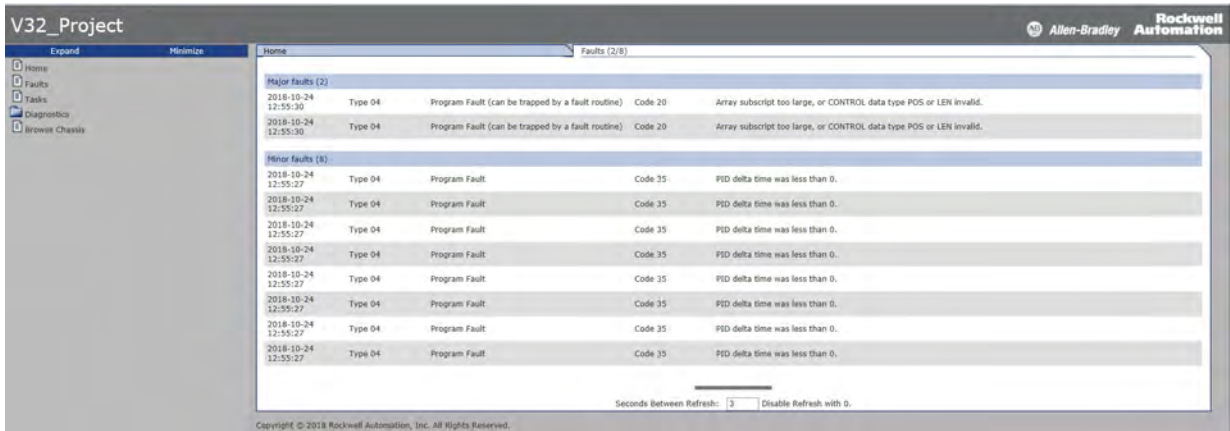 V32_Project
Allen-Bradley
Rockwell
Automation
Expand Minimize
Home
Faults
Tasks
Diagnostics
Browse Chassis
Home Faults (2/8)
Major faults (2)
2018-10-24
12:55:30 Type 04 Program Fault (can be trapped by a fault routine) Code 20 Array subscript too large, or CONTROL data type POS or LEN invalid.
2018-10-24
12:55:30 Type 04 Program Fault (can be trapped by a fault routine) Code 20 Array subscript too large, or CONTROL data type POS or LEN invalid.
Minor faults (8)
2018-10-24
12:55:27 Type 04 Program Fault Code 35 PID delta time was less than 0.
2018-10-24
12:55:27 Type 04 Program Fault Code 35 PID delta time was less than 0.
2018-10-24
12:55:27 Type 04 Program Fault Code 35 PID delta time was less than 0.
2018-10-24
12:55:27 Type 04 Program Fault Code 35 PID delta time was less than 0.
2018-10-24
12:55:27 Type 04 Program Fault Code 35 PID delta time was less than 0.
2018-10-24
12:55:27 Type 04 Program Fault Code 35 PID delta time was less than 0.
2018-10-24
12:55:27 Type 04 Program Fault Code 35 PID delta time was less than 0.
2018-10-24
12:55:27 Type 04 Program Fault Code 35 PID delta time was less than 0.
Seconds Between Refresh: 3 Disable Refresh with 0.
Copyright © 2018 Rockwell Automation, Inc. All Rights Reserved.